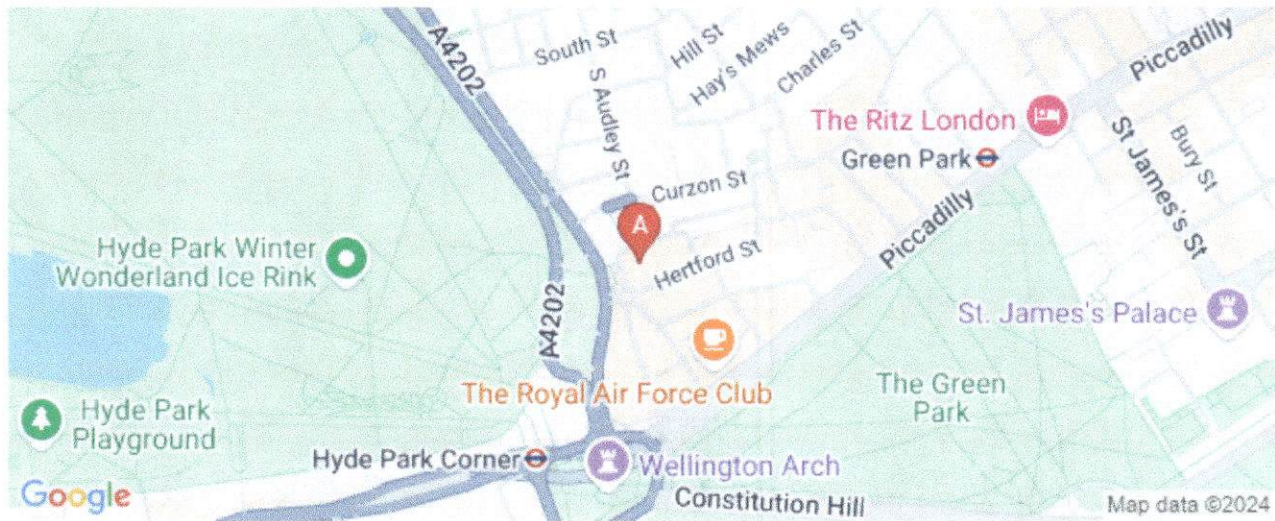 A4202
South St
Hill St
Hay's Mews
Charles St
Piccadilly
S Audley St
The Ritz London
Green Park
St James's St
Bury St
Curzon St
A
Piccadilly
Hyde Park Winter
Wonderland Ice Rink
Hertford St
A4202
St. James's Palace
The Royal Air Force Club
The Green
Park
Hyde Park
Playground
Hyde Park Corner
Wellington Arch
Constitution Hill
Google
Map data ©2024